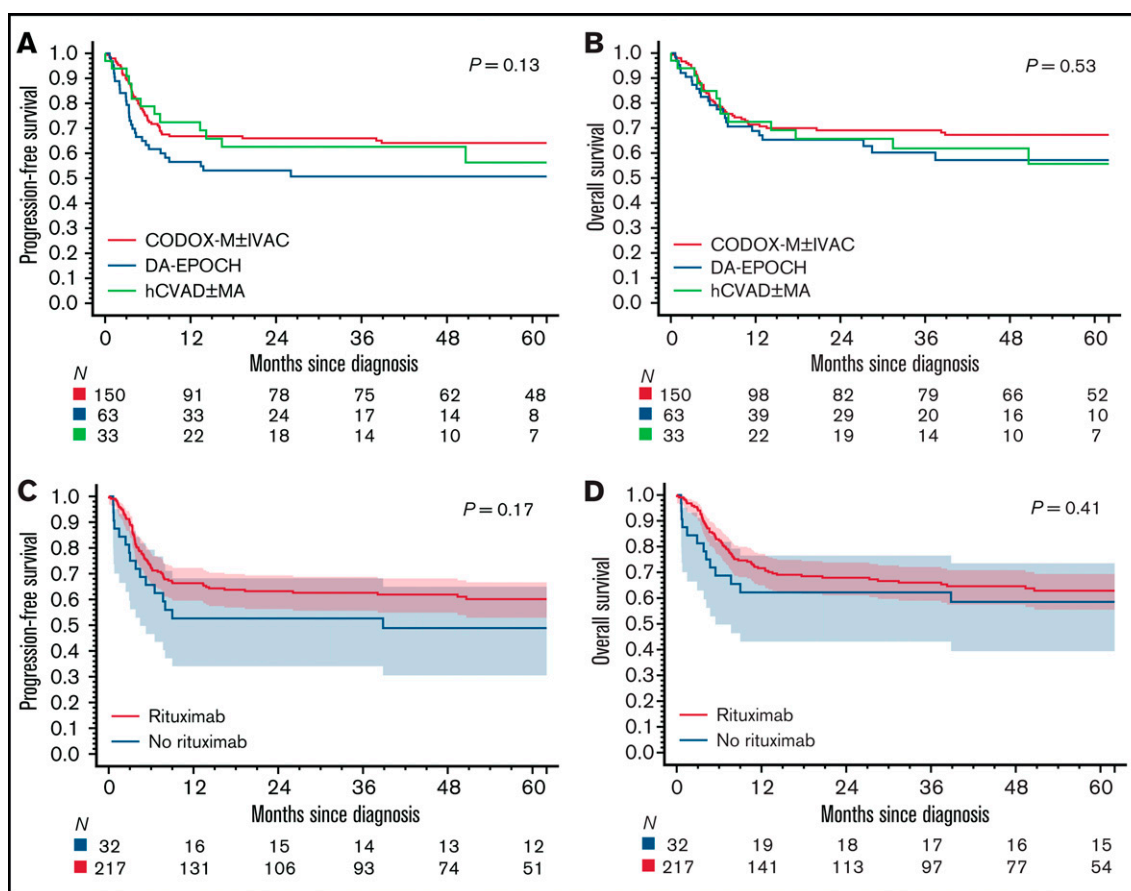 A
P = 0.13
Progression-free survival
1.0
0.9
0.8
0.7
0.6
0.5
0.4
0.3
0.2
0.1
0.0
CODOX-M±IVAC
DA-EPOCH
hCVAD±MA
0 12 24 36 48 60
Months since diagnosis
N
150 91 78 75 62 48
63 33 24 17 14 8
33 22 18 14 10 7
B
P = 0.53
Overall survival
1.0
0.9
0.8
0.7
0.6
0.5
0.4
0.3
0.2
0.1
0.0
CODOX-M±IVAC
DA-EPOCH
hCVAD±MA
0 12 24 36 48 60
Months since diagnosis
N
150 98 82 79 66 52
63 39 29 20 16 10
33 22 19 14 10 7
C
P = 0.17
Progression-free survival
1.0
0.9
0.8
0.7
0.6
0.5
0.4
0.3
0.2
0.1
0.0
Rituximab
No rituximab
0 12 24 36 48 60
Months since diagnosis
N
32 16 15 14 13 12
217 131 106 93 74 51
D
P = 0.41
Overall survival
1.0
0.9
0.8
0.7
0.6
0.5
0.4
0.3
0.2
0.1
0.0
Rituximab
No rituximab
0 12 24 36 48 60
Months since diagnosis
N
32 19 18 17 16 15
217 141 113 97 77 54